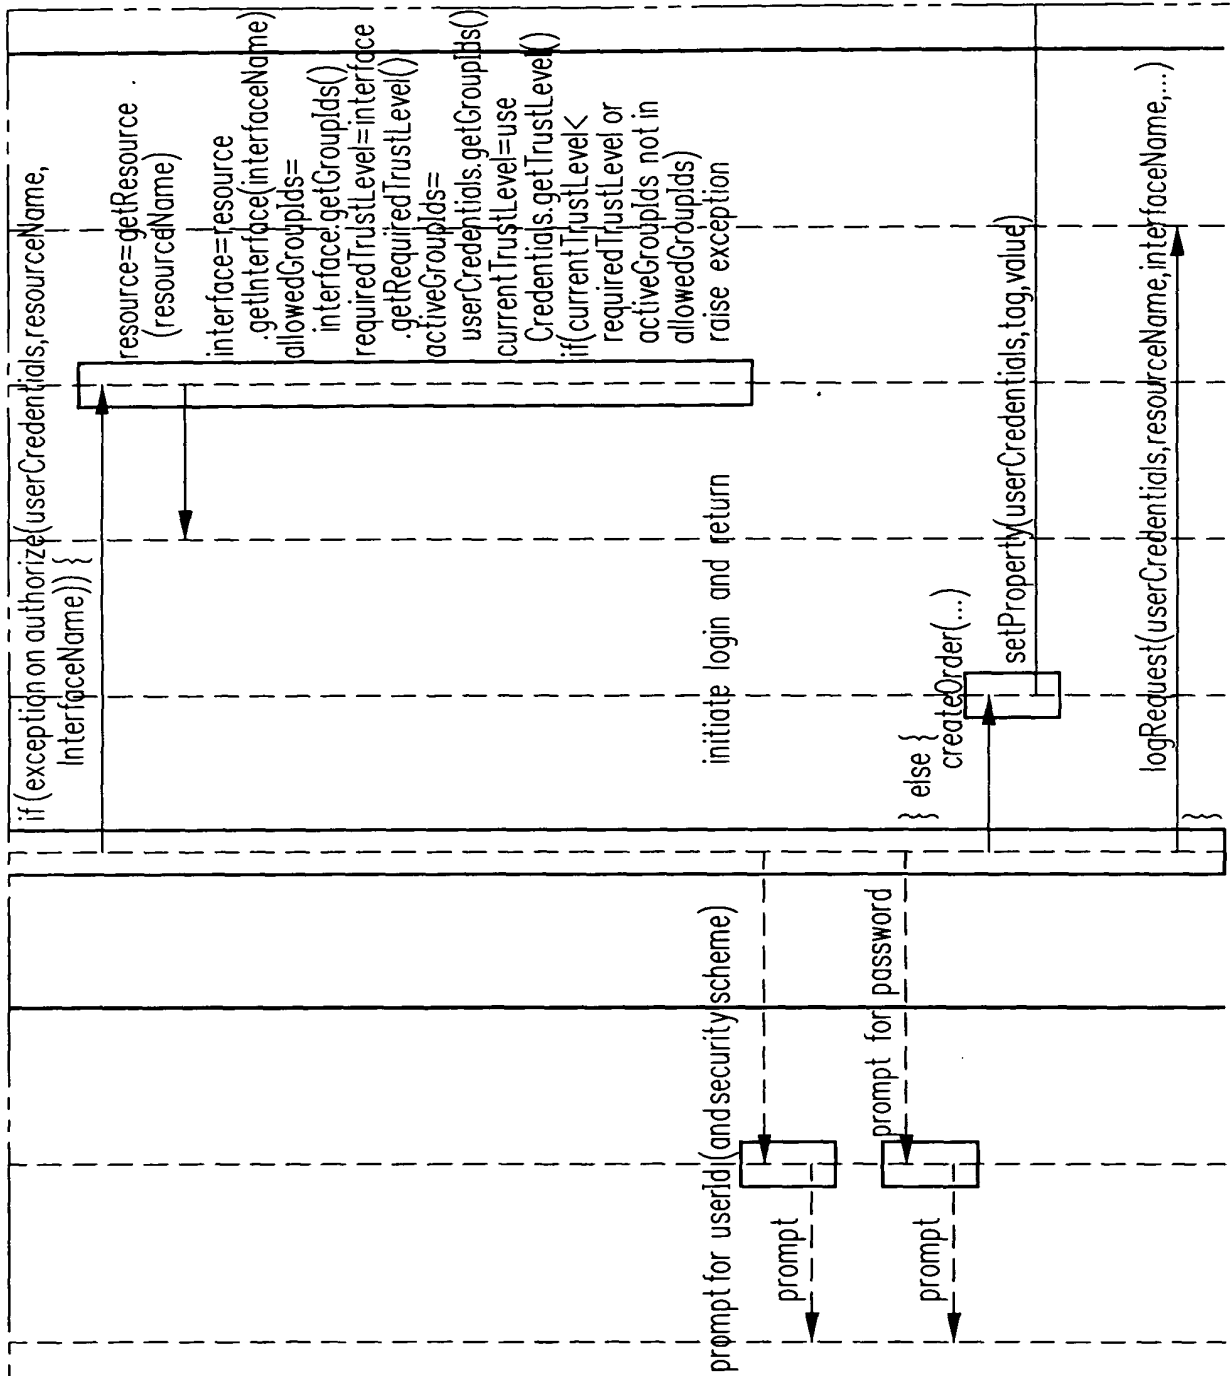 if(exception on authorize(userCredentials,resourceName,
InterfaceName)) {
resource=getResource
(resourceName)
interface=resource
.getInterface(interfaceName)
allowedGroupIds=
interface.getGroupIds()
requiredTrustLevel=interface
.getRequiredTrustLevel()
activeGroupIds=
userCredentials.getGroupIds()
currentTrustLevel=use
Credentials.getTrustLevel()
if(currentTrustLevel<
requiredTrustLevel or
activeGroupIds not in
allowedGroupIds)
raise exception
initiate login and return
prompt for userId (and security scheme)
prompt
prompt for password
prompt
} else {
createOrder(...)
setProperty(userCredentials,tag,value)
logRequest(userCredentials,resourceName,interfaceName,...)
}